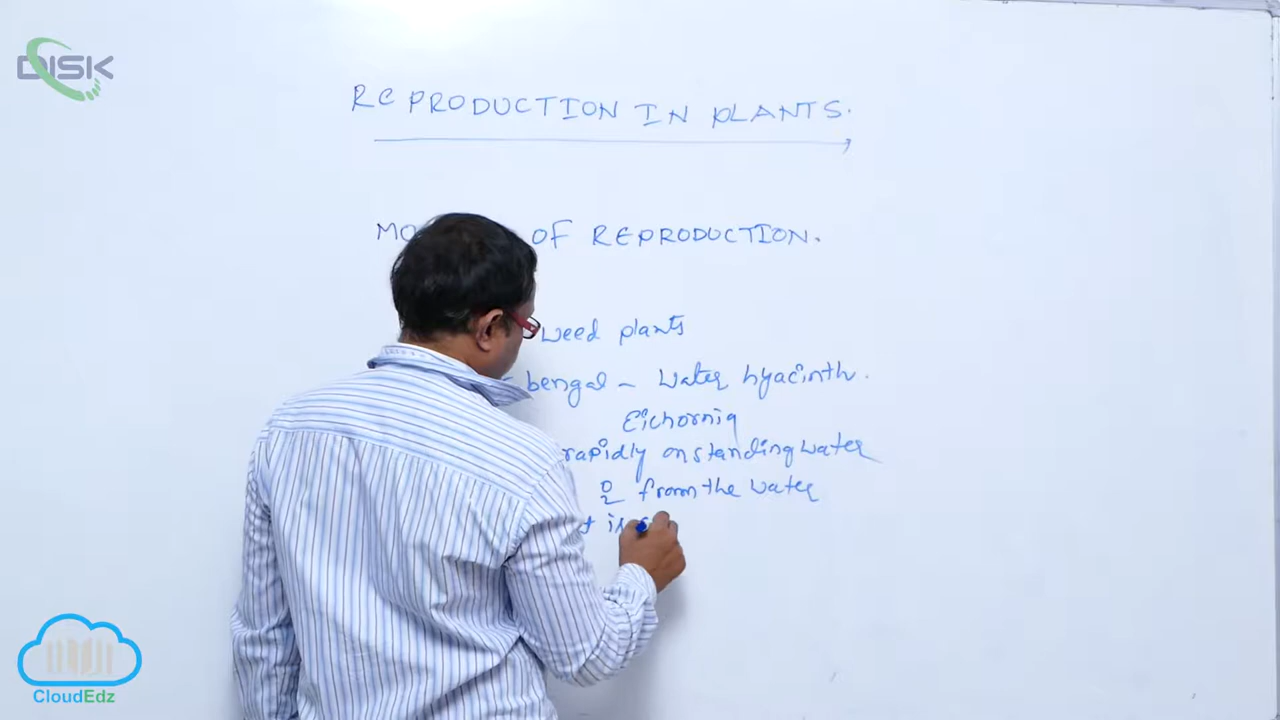 DISK
REPRODUCTION IN PLANTS.
OF REPRODUCTION.
weed plants
bengal - Water hyacinth.
Eichornia
rapidly on standing water
O2 from the water
is
CloudEdz